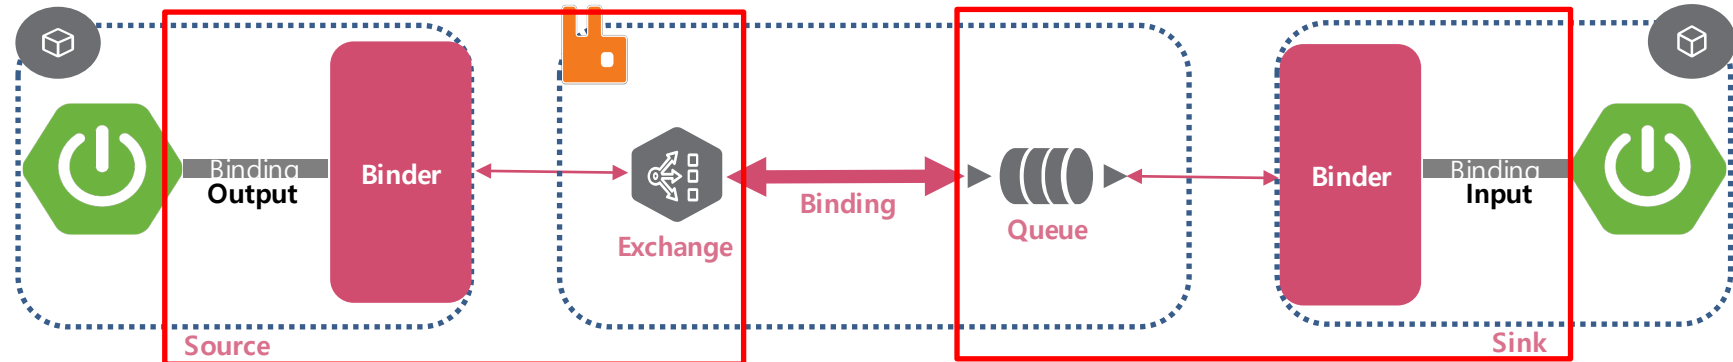 Binding
Output
Binder
Exchange
Binding
Queue
Binder
Binding
Input
Source
Sink